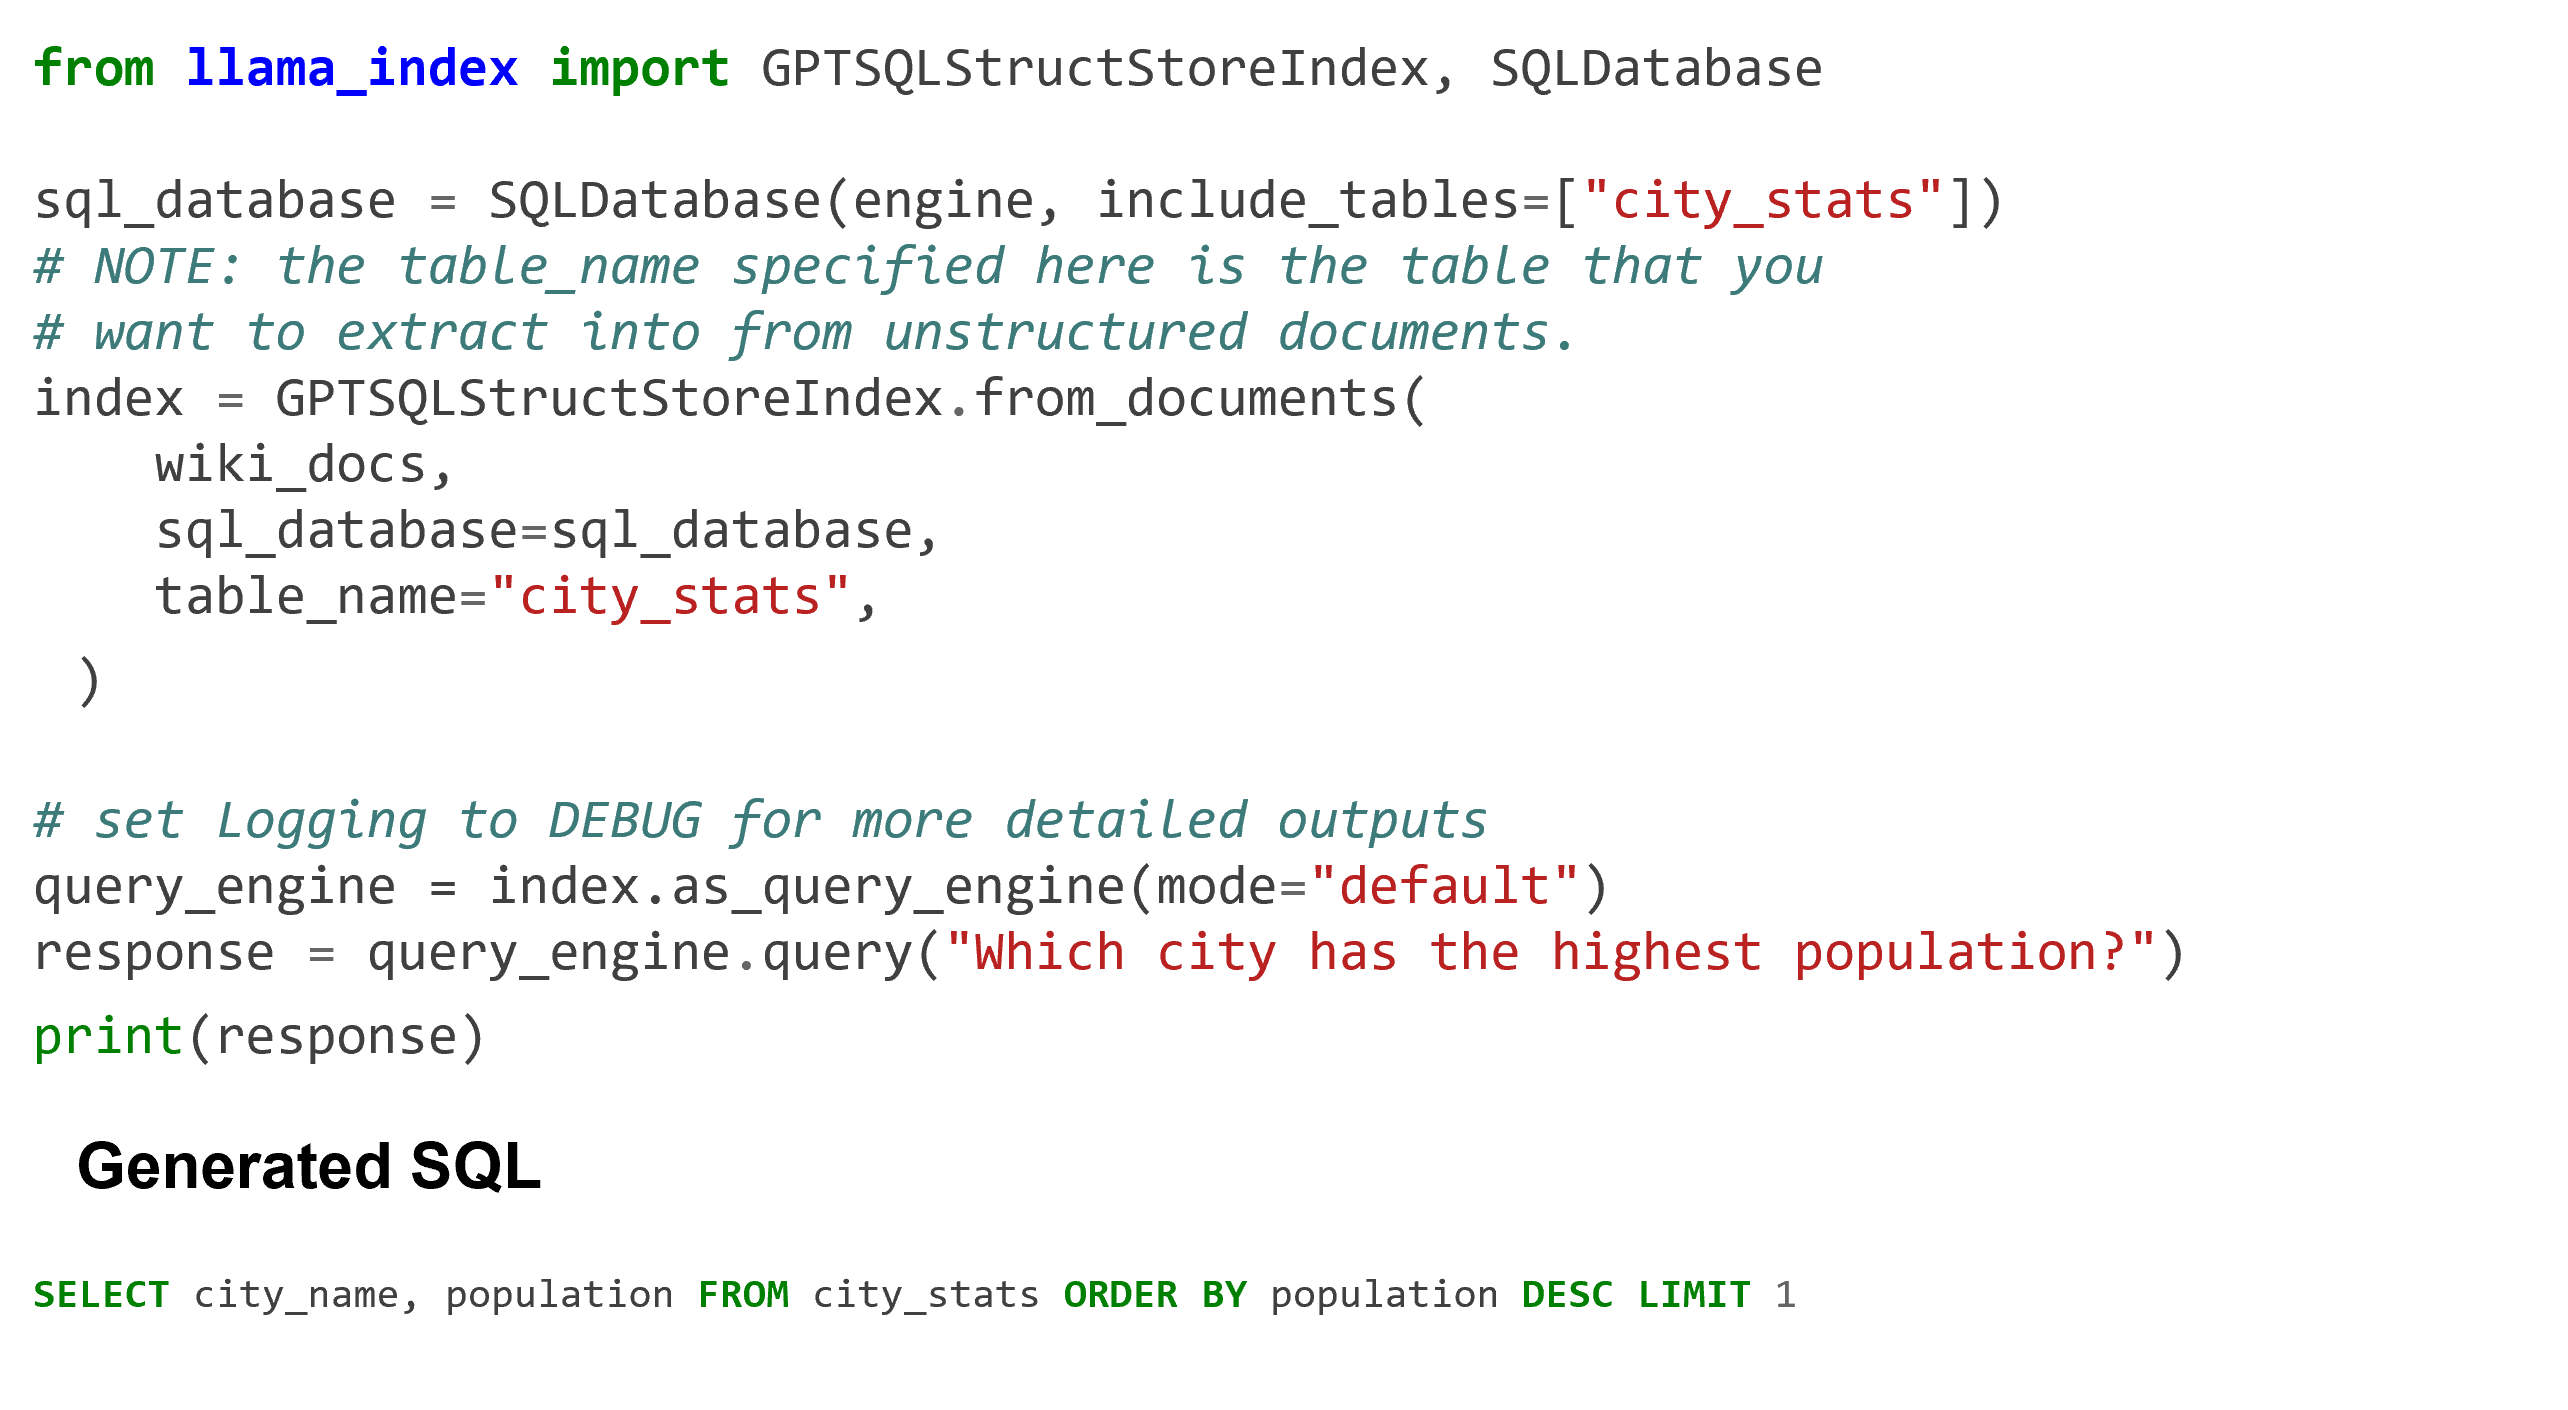 from llama_index import GPTSQLStructStoreIndex, SQLDatabase
sql_database = SQLDatabase(engine, include_tables=["city_stats"])
# NOTE: the table_name specified here is the table that you
# want to extract into from unstructured documents.
index = GPTSQLStructStoreIndex.from_documents(
    wiki_docs,
    sql_database=sql_database,
    table_name="city_stats",
)
# set Logging to DEBUG for more detailed outputs
query_engine = index.as_query_engine(mode="default")
response = query_engine.query("Which city has the highest population?")
print(response)
Generated SQL
SELECT city_name, population FROM city_stats ORDER BY population DESC LIMIT 1